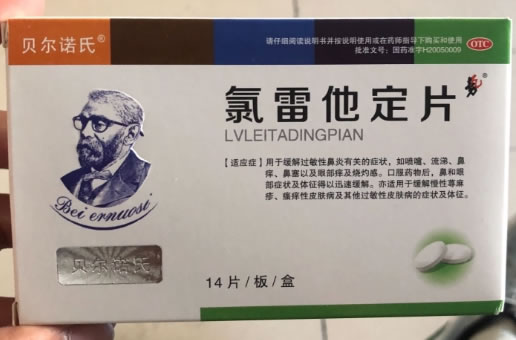 贝尔诺氏®
请仔细阅读说明书并按说明使用或在药师指导下购买和使用
批准文号：国药准字H20050009
OTC
氯雷他定片
LVLEITADINGPIAN
【适应症】用于缓解过敏性鼻炎有关的症状，如喷嚏、流涕、鼻
痒、鼻塞以及眼部痒及烧灼感。口服药物后，鼻和眼
部症状及体征得以迅速缓解。亦适用于缓解慢性荨麻
疹、瘙痒性皮肤病及其他过敏性皮肤病的症状及体征。
Bei ernuosi
贝尔诺氏
14片/板/盒